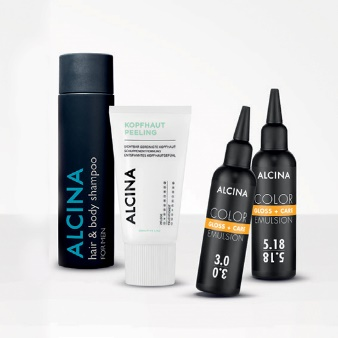 ALCINA
hair & body shampoo
FOR MEN
KOPFHAUT
PEELING
ALCINA
ALCINA
COLOR
GLOSS + CARE
EMULSION
3.0
3.0
ALCINA
COLOR
GLOSS + CARE
EMULSION
5.18
5.18